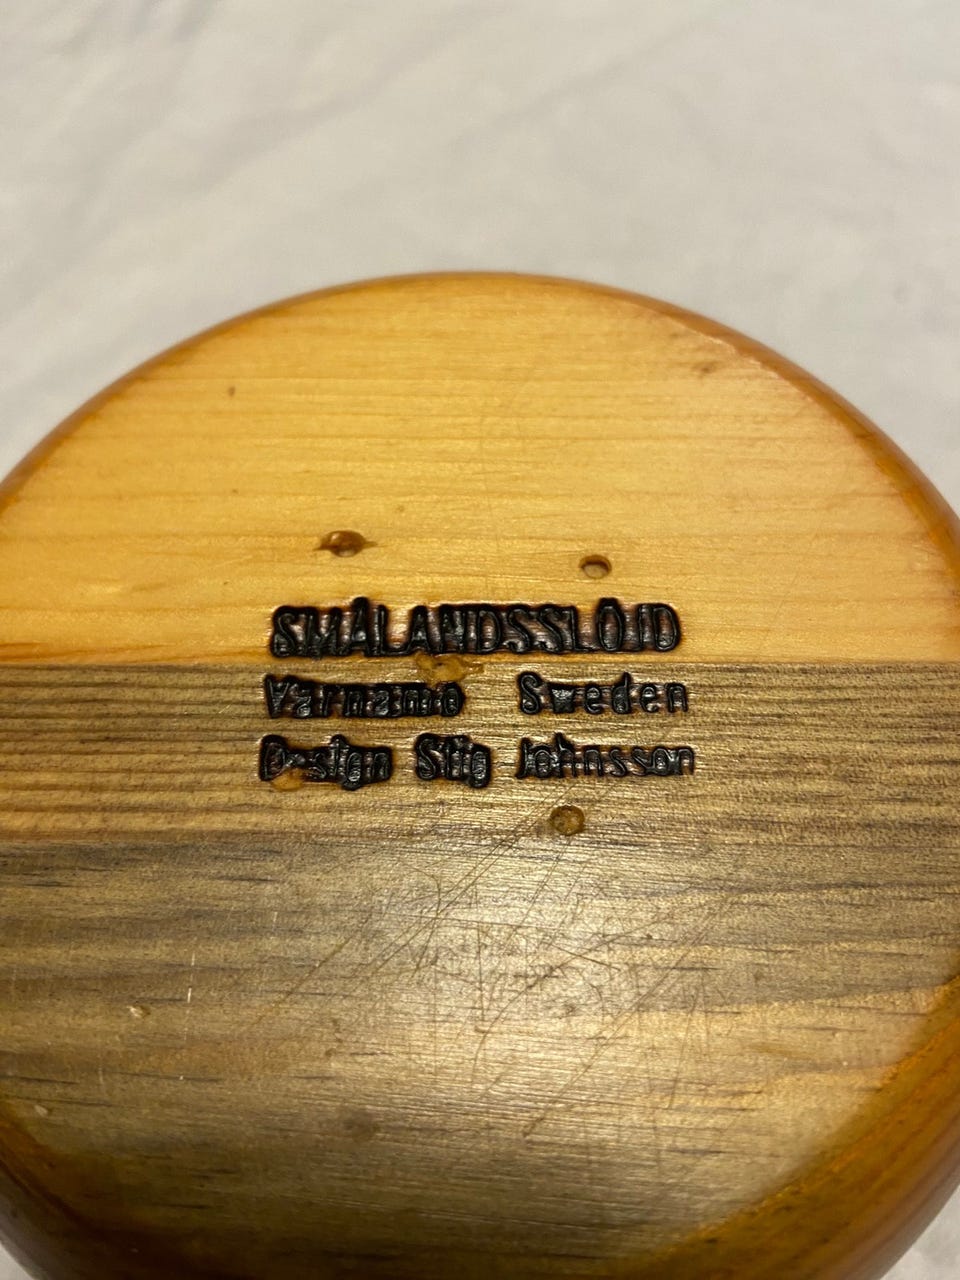 SMÅLANDSSLÖJD
Värnamo Sweden
Design Stig Johnsson